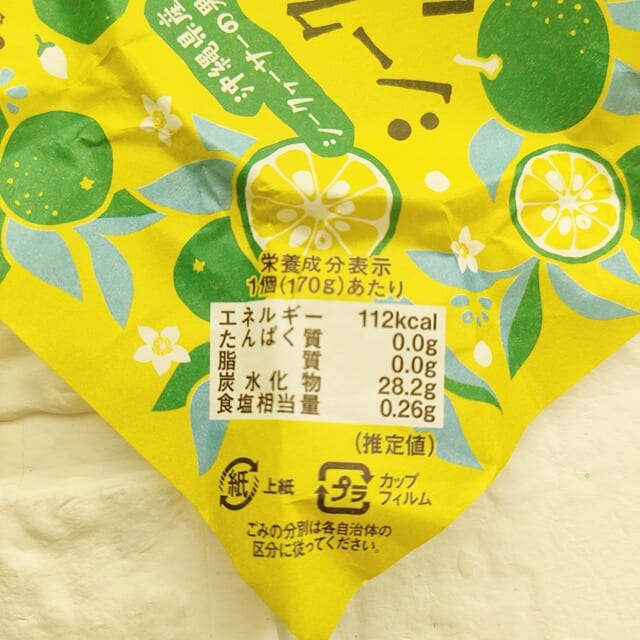 沖縄県産
シークヮーサーの果
シーク
栄養成分表示
1個(170g)あたり
エネルギー 112kcal
たんぱく質 0.0g
脂質 0.0g
炭水化物 28.2g
食塩相当量 0.26g
(推定値)
紙 上紙
プラ カップ
フィルム
ごみの分別は各自治体の
区分に従ってください。